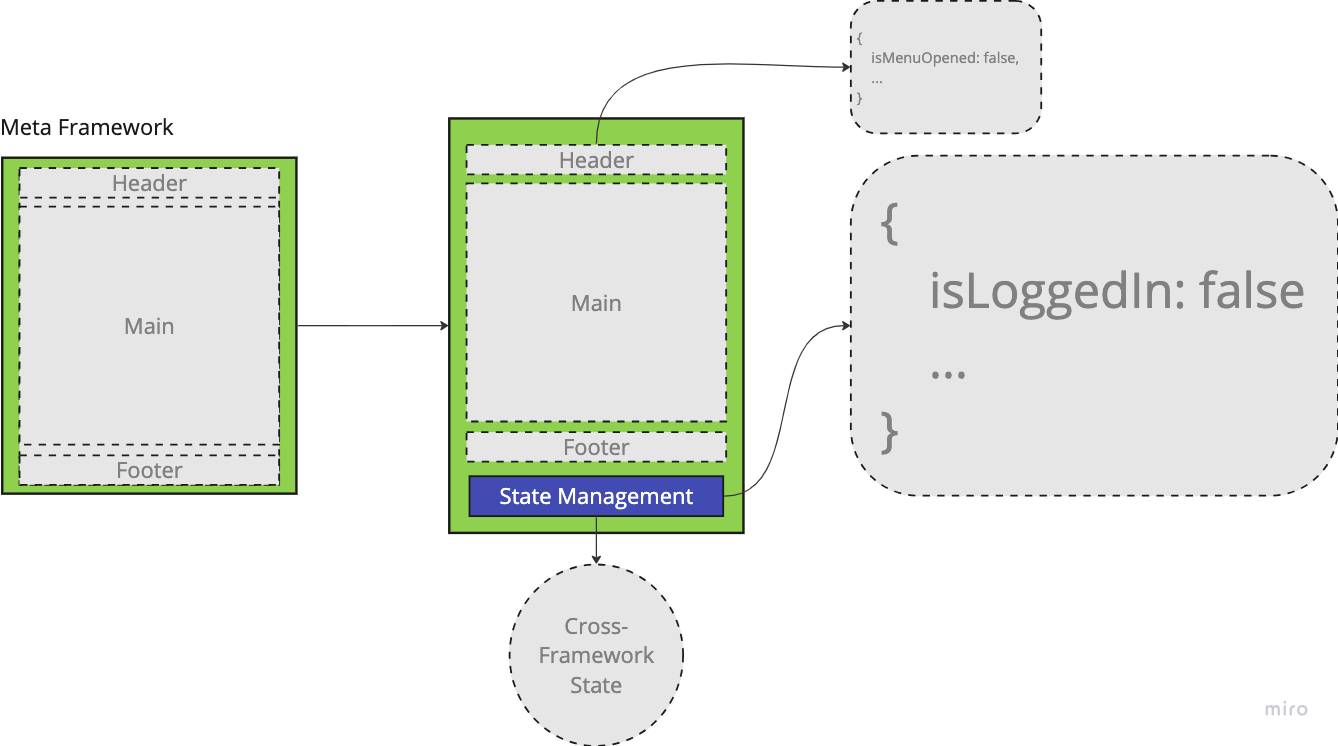 Meta Framework
Header
Main
Footer
Header
Main
Footer
State Management
Cross-
Framework
State
{
isMenuOpened: false,
...
}
{
isLoggedIn: false
...
}
miro